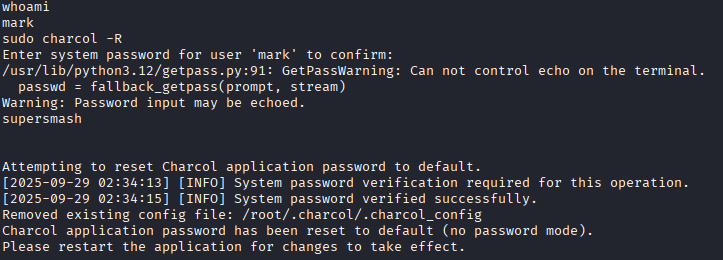 whoami
mark
sudo charcol -R
Enter system password for user 'mark' to confirm:
/usr/lib/python3.12/getpass.py:91: GetPassWarning: Can not control echo on the terminal.
  passwd = fallback_getpass(prompt, stream)
Warning: Password input may be echoed.
supersmash

Attempting to reset Charcol application password to default.
[2025-09-29 02:34:13] [INFO] System password verification required for this operation.
[2025-09-29 02:34:15] [INFO] System password verified successfully.
Removed existing config file: /root/.charcol/.charcol_config
Charcol application password has been reset to default (no password mode).
Please restart the application for changes to take effect.